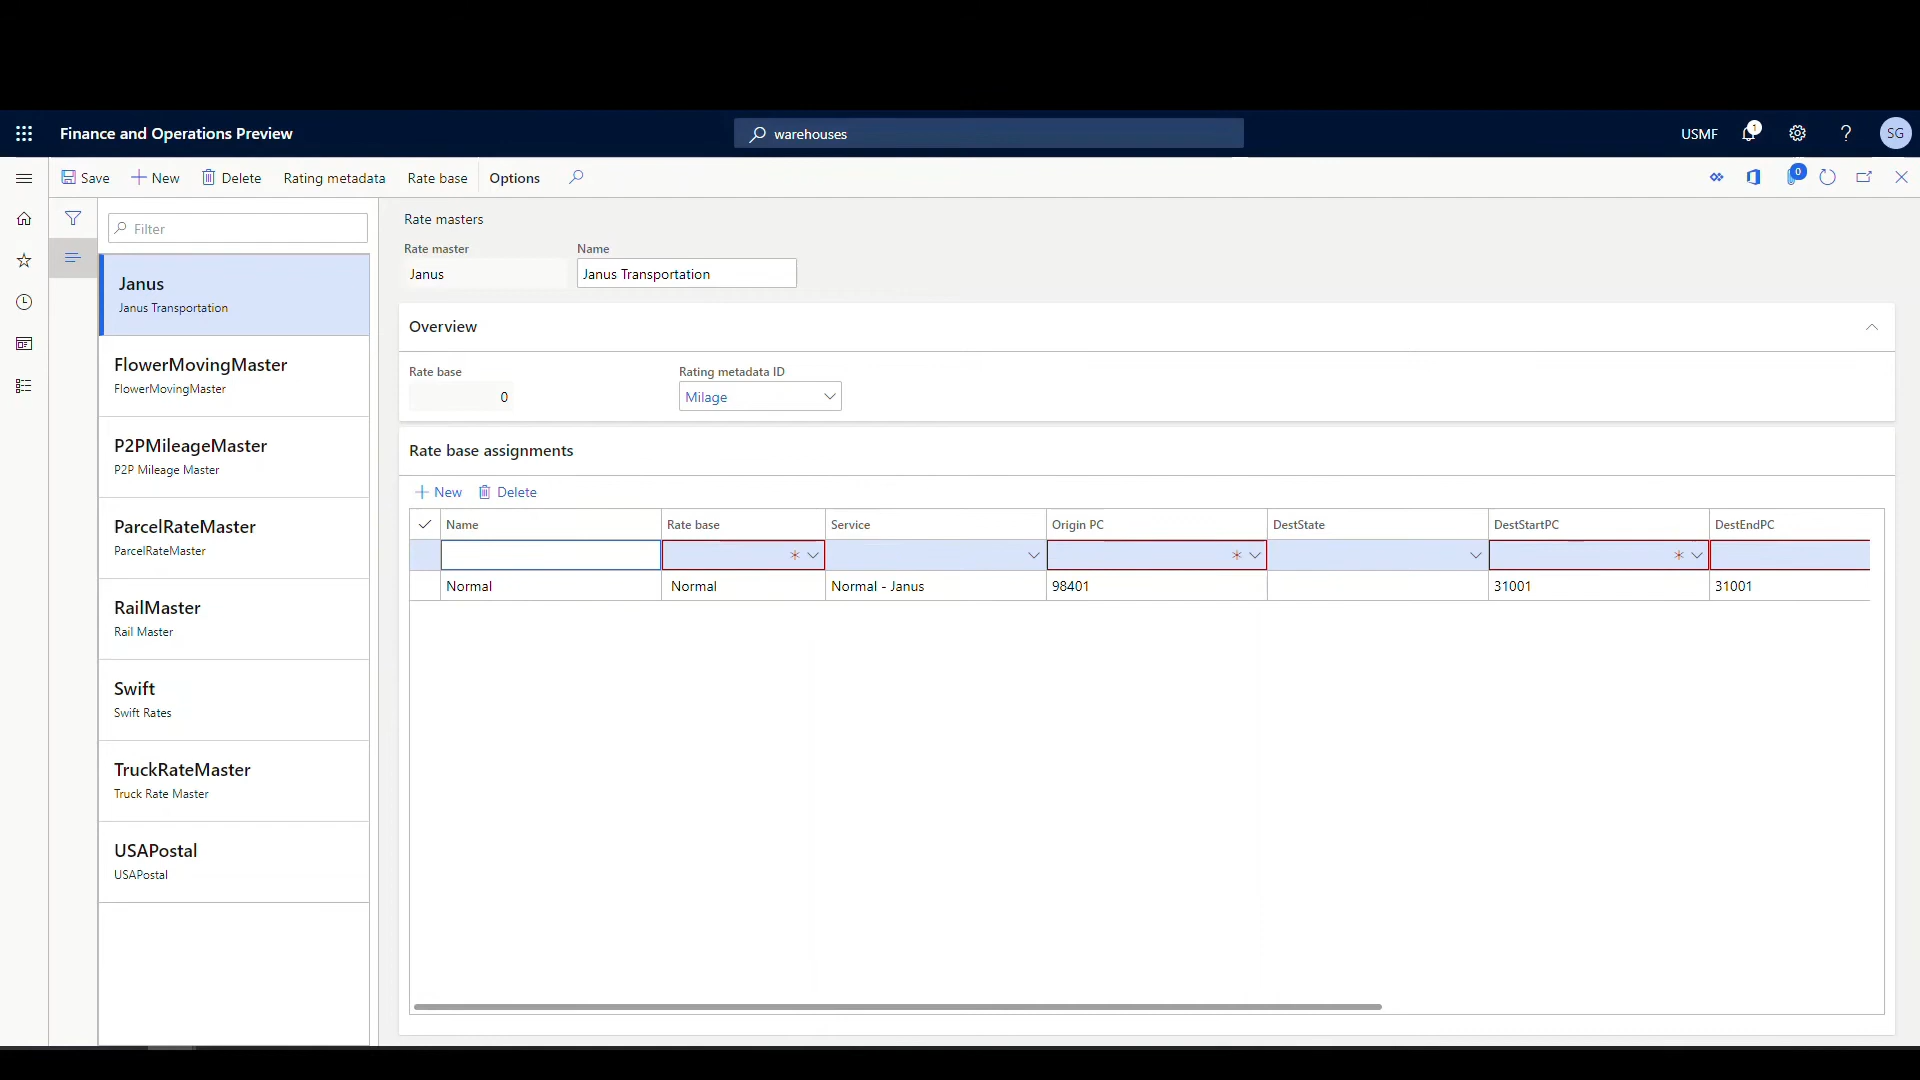 Finance and Operations Preview
warehouses
USMF
1
?
SG
Save
New
Delete
Rating metadata
Rate base
Options
0
Filter
Janus
Janus Transportation
FlowerMovingMaster
FlowerMovingMaster
P2PMileageMaster
P2P Mileage Master
ParcelRateMaster
ParcelRateMaster
RailMaster
Rail Master
Swift
Swift Rates
TruckRateMaster
Truck Rate Master
USAPostal
USAPostal
Rate masters
Rate master Name
Janus Janus Transportation
Overview
Rate base Rating metadata ID
0 Milage
Rate base assignments
New Delete
Name Rate base Service Origin PC DestState DestStartPC DestEndPC
* * *
Normal Normal Normal - Janus 98401 31001 31001